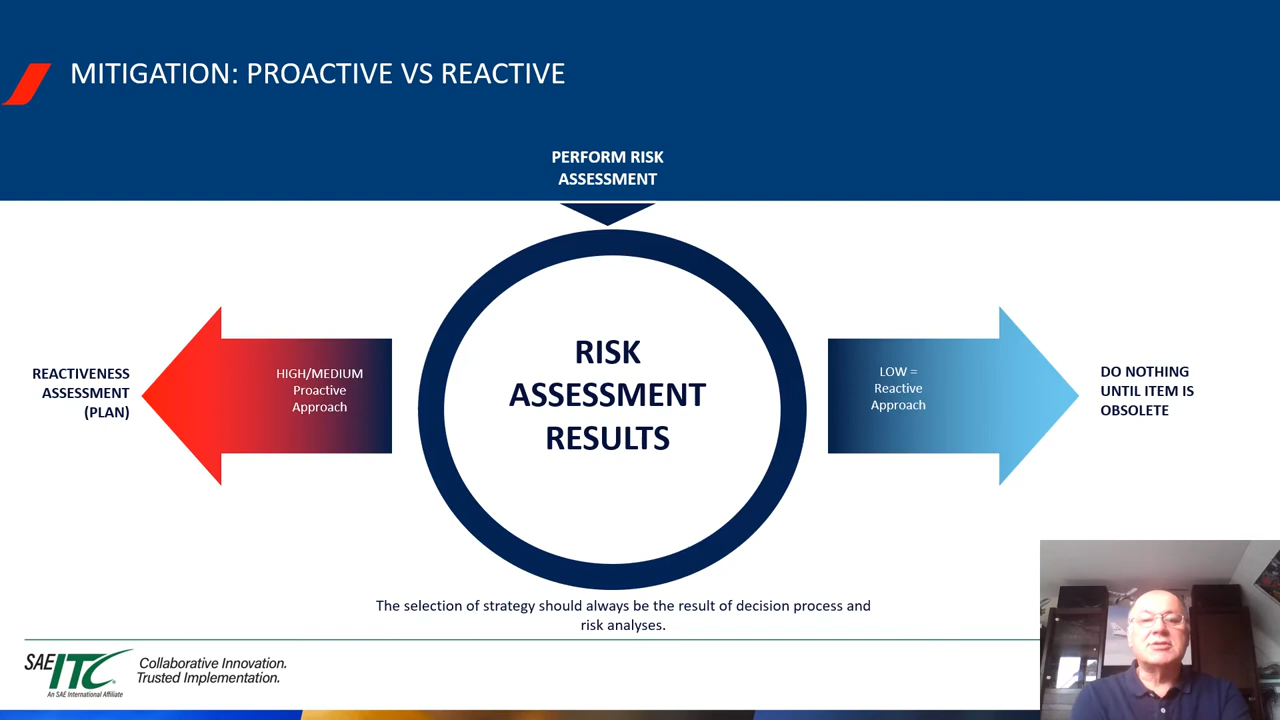 MITIGATION: PROACTIVE VS REACTIVE
PERFORM RISK
ASSESSMENT
RISK
ASSESSMENT
RESULTS
REACTIVENESS
ASSESSMENT
(PLAN)
HIGH/MEDIUM
Proactive
Approach
LOW =
Reactive
Approach
DO NOTHING
UNTIL ITEM IS
OBSOLETE
The selection of strategy should always be the result of decision process and
risk analyses.
SAE ITC
An SAE International Affiliate
Collaborative Innovation.
Trusted Implementation.